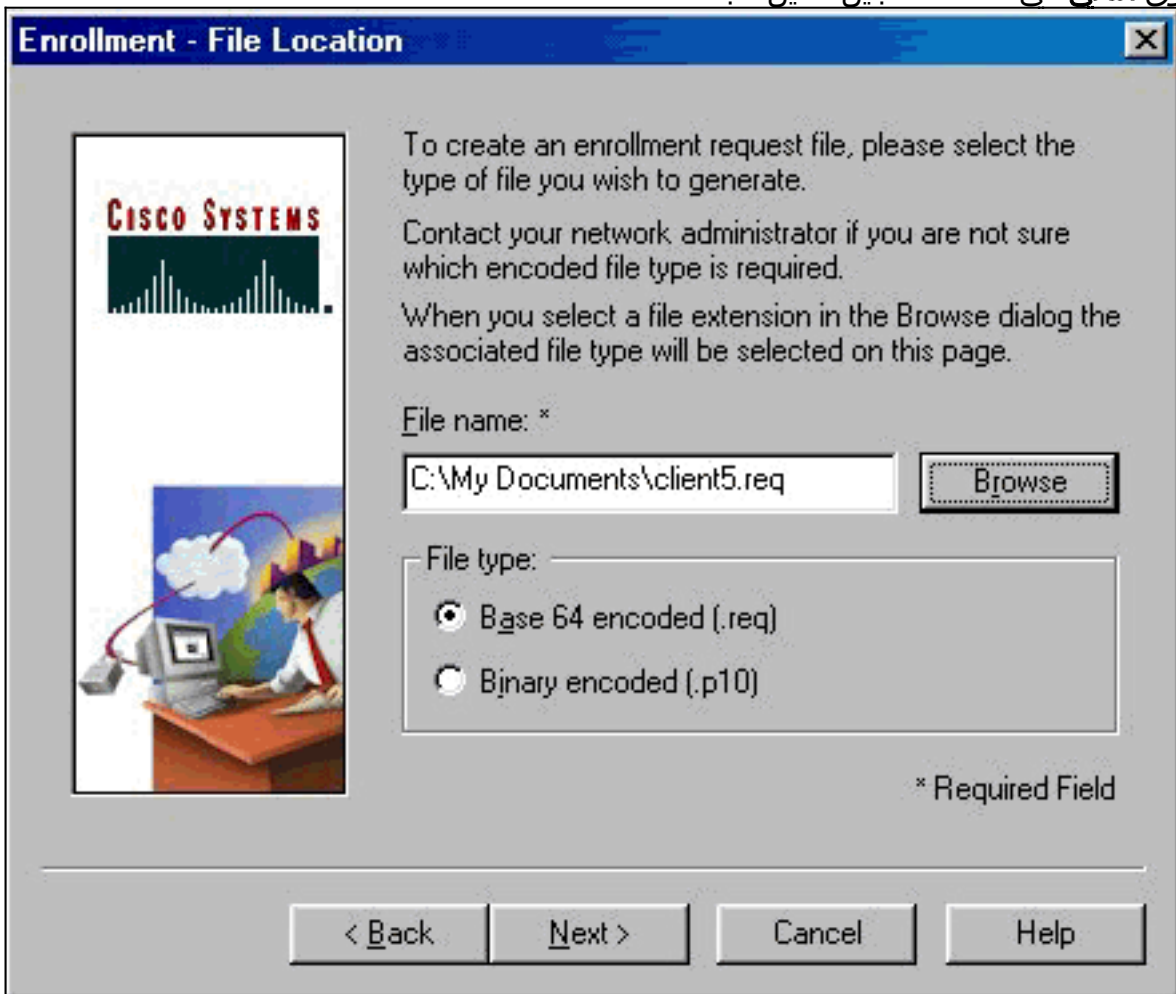 Enrollment - File Location
CISCO SYSTEMS
To create an enrollment request file, please select the
type of file you wish to generate.
Contact your network administrator if you are not sure
which encoded file type is required.
When you select a file extension in the Browse dialog the
associated file type will be selected on this page.
File name: *
C:\My Documents\client5.req
Browse
File type:
Base 64 encoded (.req)
Binary encoded (.p10)
* Required Field
< Back
Next >
Cancel
Help